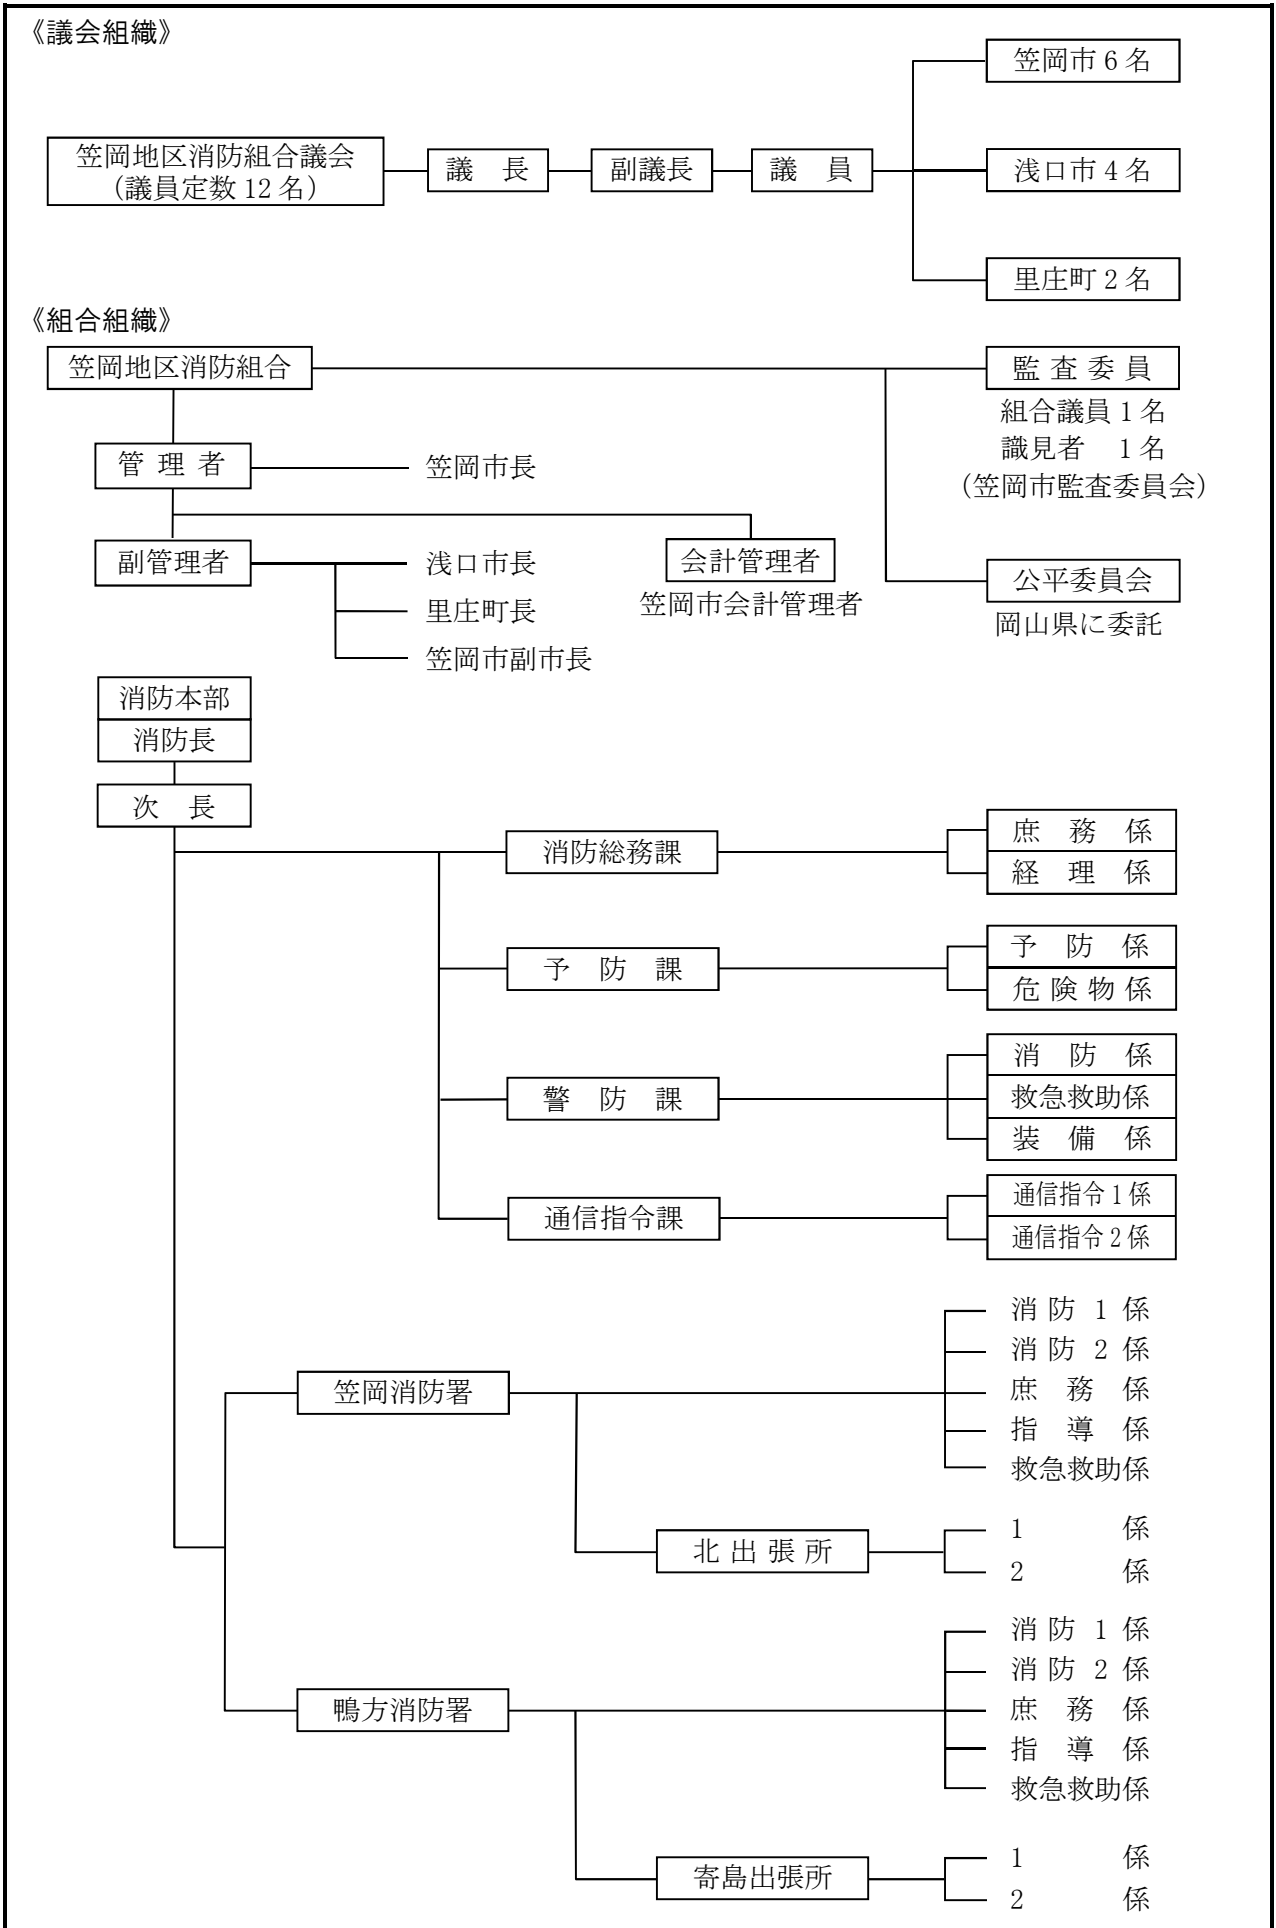 《議会組織》
笠岡市6名
笠岡地区消防組合議会
（議員定数12名）
議　長
副議長
議　員
浅口市4名
里庄町2名
《組合組織》
笠岡地区消防組合
監査委員
組合議員1名
識見者　1名
（笠岡市監査委員会）
管理者
笠岡市長
副管理者
浅口市長
里庄町長
笠岡市副市長
会計管理者
笠岡市会計管理者
公平委員会
岡山県に委託
消防本部
消防長
次　長
消防総務課
庶　務　係
経　理　係
予　防　課
予　防　係
危険物係
警　防　課
消　防　係
救急救助係
装　備　係
通信指令課
通信指令1係
通信指令2係
笠岡消防署
消防1係
消防2係
庶　務　係
指　導　係
救急救助係
北出張所
1　係
2　係
鴨方消防署
消防1係
消防2係
庶　務　係
指　導　係
救急救助係
寄島出張所
1　係
2　係